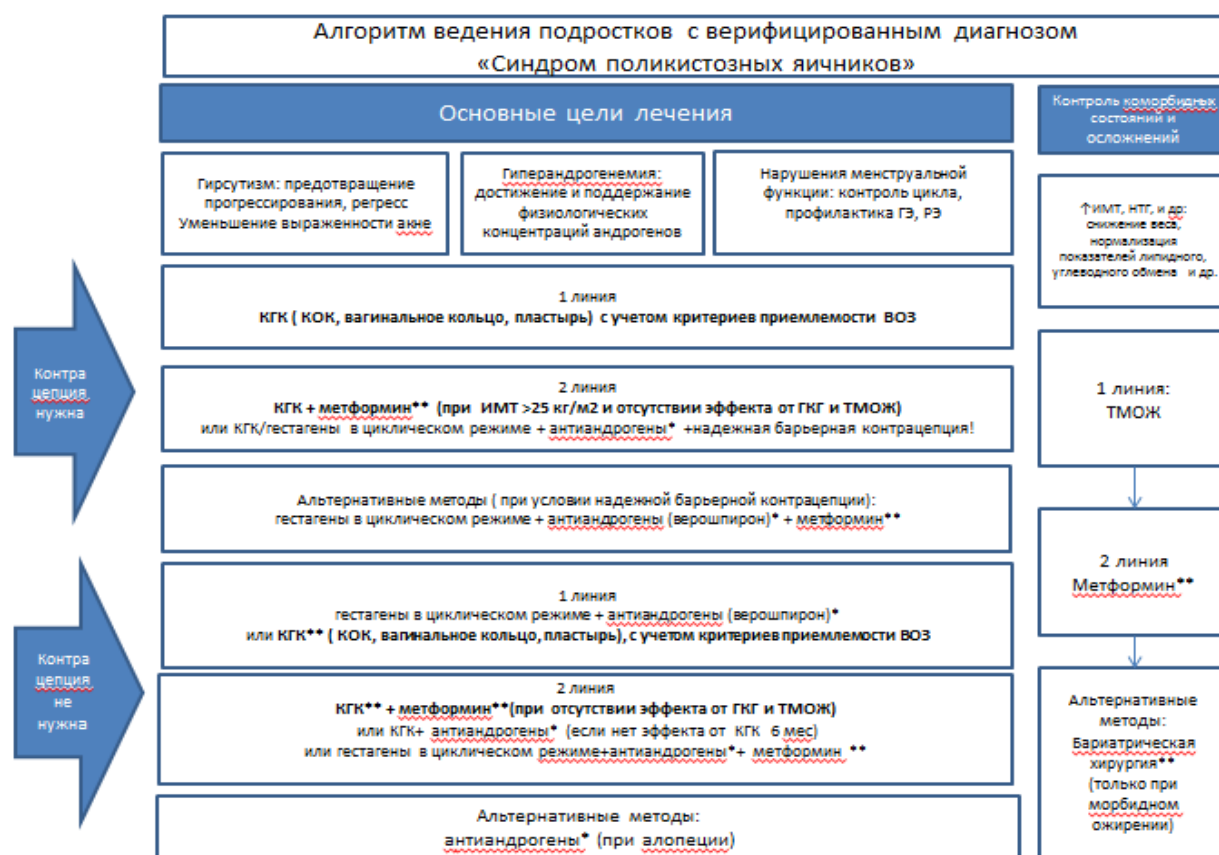 Алгоритм ведения подростков с верифицированным диагнозом
«Синдром поликистозных яичников»
Основные цели лечения
Гирсутизм: предотвращение
прогрессирования, регресс
Уменьшение выраженности акне
Гиперандрогенемия:
достижение и поддержание
физиологических
концентраций андрогенов
Нарушения менструальной
функции: контроль цикла,
профилактика ГЭ, РЭ
Контра
цепция
нужна
1 линия
КГК ( КОК, вагинальное кольцо, пластырь) с учетом критериев приемлемости ВОЗ
2 линия
КГК + метформин** (при ИМТ >25 кг/м2 и отсутствии эффекта от ГКГ и ТМОЖ)
или КГК/гестагены в циклическом режиме + антиандрогены* +надежная барьерная контрацепция!
Альтернативные методы ( при условии надежной барьерной контрацепции):
гестагены в циклическом режиме + антиандрогены (верошпирон)* + метформин**
Контра
цепция
не
нужна
1 линия
гестагены в циклическом режиме + антиандрогены (верошпирон)*
или КГК** ( КОК, вагинальное кольцо, пластырь), с учетом критериев приемлемости ВОЗ
2 линия
КГК** + метформин**(при отсутствии эффекта от ГКГ и ТМОЖ)
или КГК+ антиандрогены* (если нет эффекта от КГК 6 мес)
или гестагены в циклическом режиме+антиандрогены*+ метформин **
Альтернативные методы:
антиандрогены* (при алопеции)
Контроль коморбидных
состояний и
осложнений
↑ИМТ, НТГ, и др:
снижение веса,
нормализация
показателей липидного,
углеводного обмена и др.
1 линия:
ТМОЖ
2 линия
Метформин**
Альтернативные
методы:
Бариатрическая
хирургия**
(только при
морбидном
ожирении)